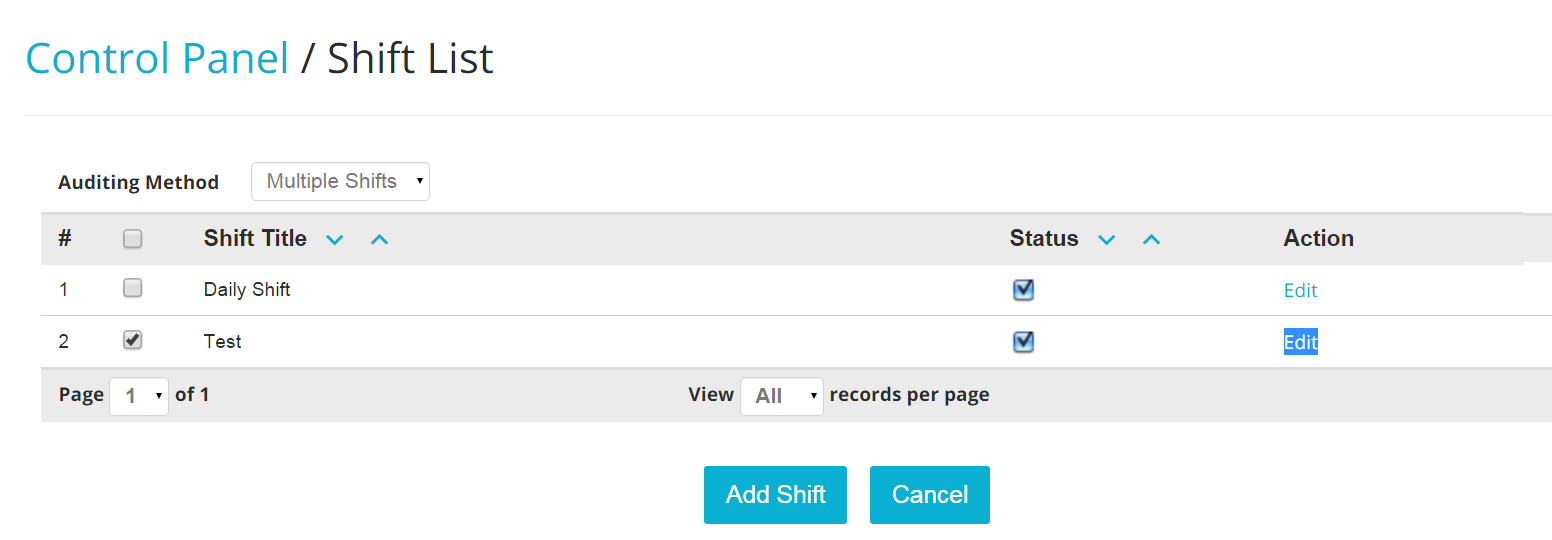 Control Panel / Shift List
Auditing Method Multiple Shifts
# Shift Title Status Action
1 Daily Shift Edit
2 Test Edit
Page 1 of 1 View All records per page
Add Shift Cancel